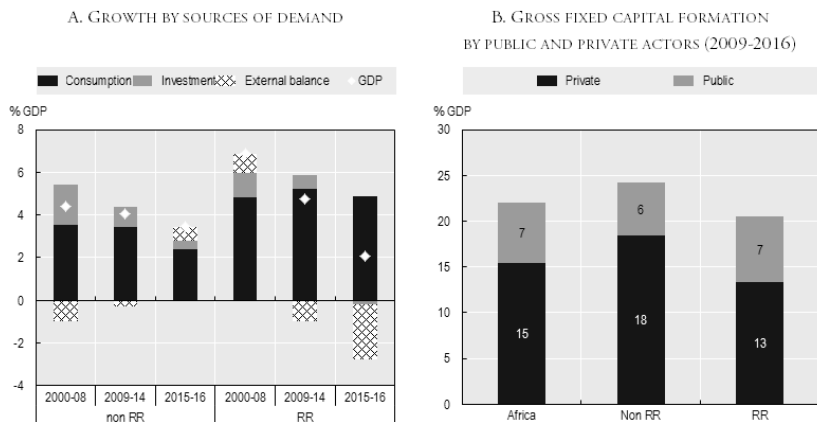 A. GROWTH BY SOURCES OF DEMAND
Consumption Investment External balance GDP
% GDP
8
6
4
2
0
-2
-4
2000-08 2009-14 2015-16 2000-08 2009-14 2015-16
non RR RR
B. GROSS FIXED CAPITAL FORMATION
BY PUBLIC AND PRIVATE ACTORS (2009-2016)
Private Public
% GDP
30
25
20
15
10
5
0
7 6 7
15 18 13
Africa Non RR RR